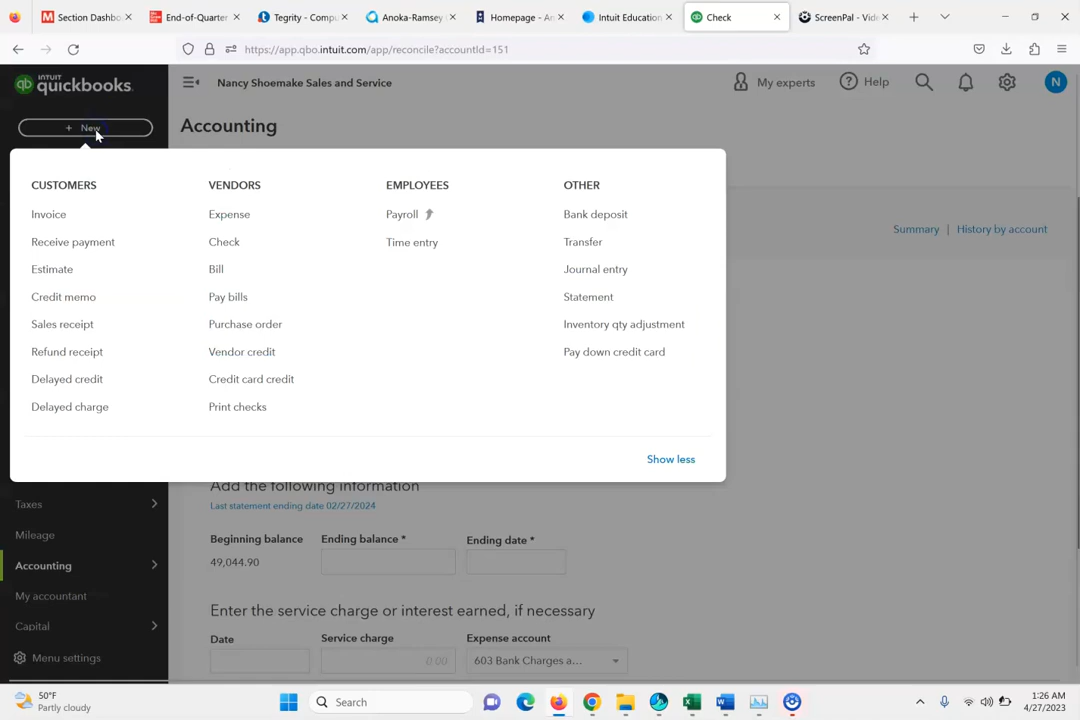 Section Dashbo
End-of-Quarter
Tegrity - Compu
Anoka-Ramsey
Homepage - An
Intuit Education
Check
ScreenPal - Vide
https://app.qbo.intuit.com/app/reconcile?accountId=151
INTUIT
quickbooks.
Nancy Shoemake Sales and Service
My experts
Help
N
+ New
Accounting
CUSTOMERS
Invoice
Receive payment
Estimate
Credit memo
Sales receipt
Refund receipt
Delayed credit
Delayed charge
VENDORS
Expense
Check
Bill
Pay bills
Purchase order
Vendor credit
Credit card credit
Print checks
EMPLOYEES
Payroll
Time entry
OTHER
Bank deposit
Transfer
Journal entry
Statement
Inventory qty adjustment
Pay down credit card
Show less
Summary | History by account
Taxes
Mileage
Accounting
My accountant
Capital
Menu settings
Add the following information
Last statement ending date 02/27/2024
Beginning balance Ending balance * Ending date *
49,044.90
Enter the service charge or interest earned, if necessary
Date Service charge Expense account
0.00 603 Bank Charges a...
50°F
Partly cloudy
Search
1:26 AM
4/27/2023